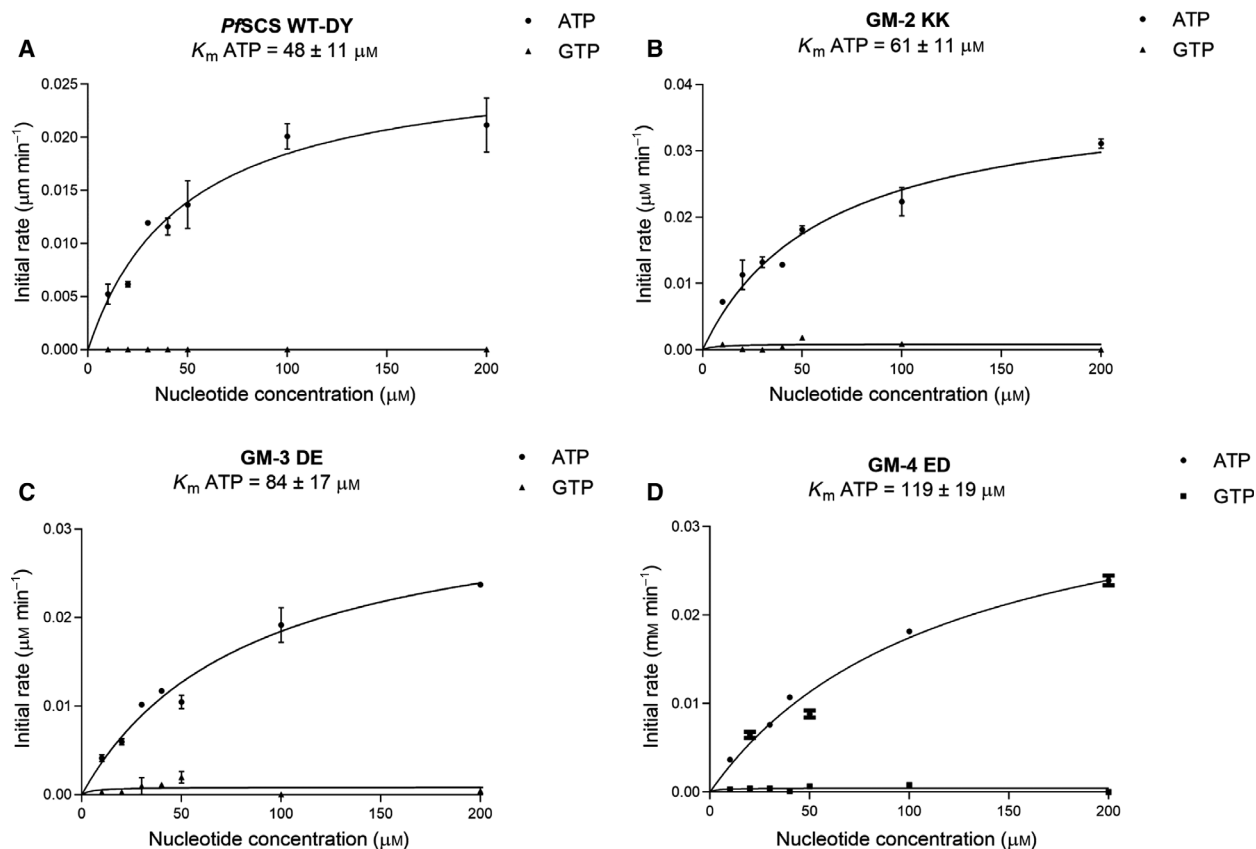 A
PfSCS WT-DY
Km ATP = 48 ± 11 μM
ATP
GTP
0.025
0.020
0.015
0.010
0.005
0.000
Initial rate (μm min−1)
0
50
100
150
200
Nucleotide concentration (μM)
B
GM-2 KK
Km ATP = 61 ± 11 μM
ATP
GTP
0.04
0.03
0.02
0.01
0.00
Initial rate (μM min−1)
0
50
100
150
200
Nucleotide concentration (μM)
C
GM-3 DE
Km ATP = 84 ± 17 μM
ATP
GTP
0.03
0.02
0.01
0.00
Initial rate (μM min−1)
0
50
100
150
200
Nucleotide concentration (μM)
D
GM-4 ED
Km ATP = 119 ± 19 μM
ATP
GTP
0.03
0.02
0.01
0.00
Initial rate (mM min−1)
0
50
100
150
200
Nucleotide concentration (μM)